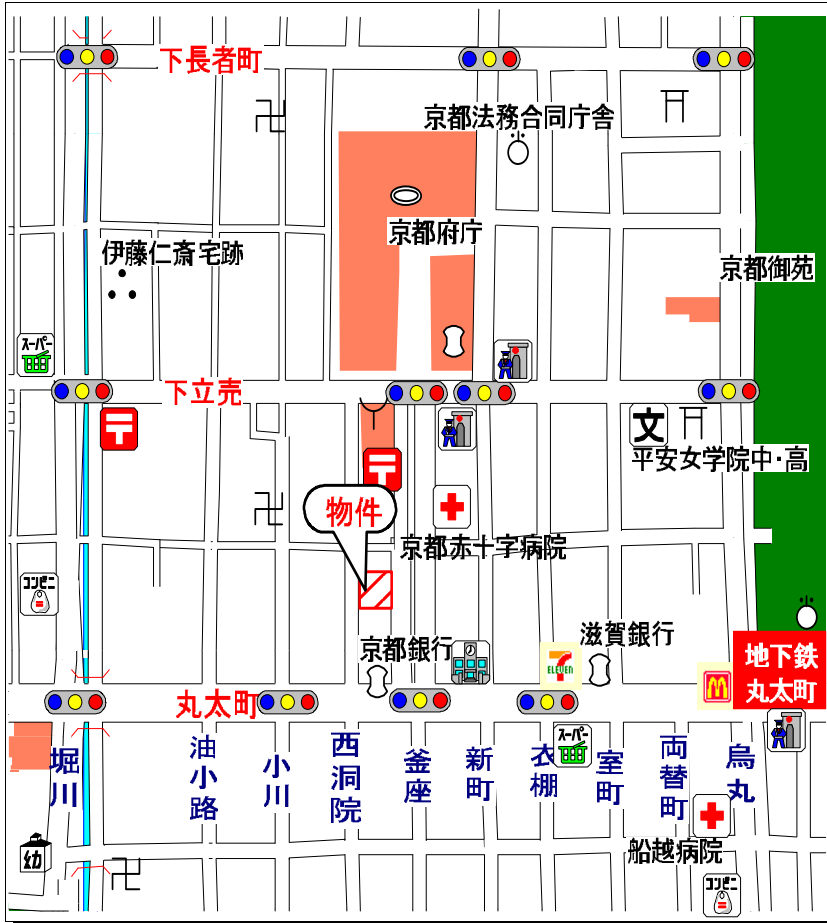 下長者町
京都法務合同庁舎
京都府庁
伊藤仁斎宅跡
京都御苑
スーパー
下立売
文
平安女学院中・高
物件
京都赤十字病院
コンビニ
滋賀銀行
京都銀行
7
ELEVEN
地下鉄
丸太町
丸太町
スーパー
堀川
油小路
小川
西洞院
釜座
新町
衣棚
室町
両替町
烏丸
船越病院
幼
コンビニ